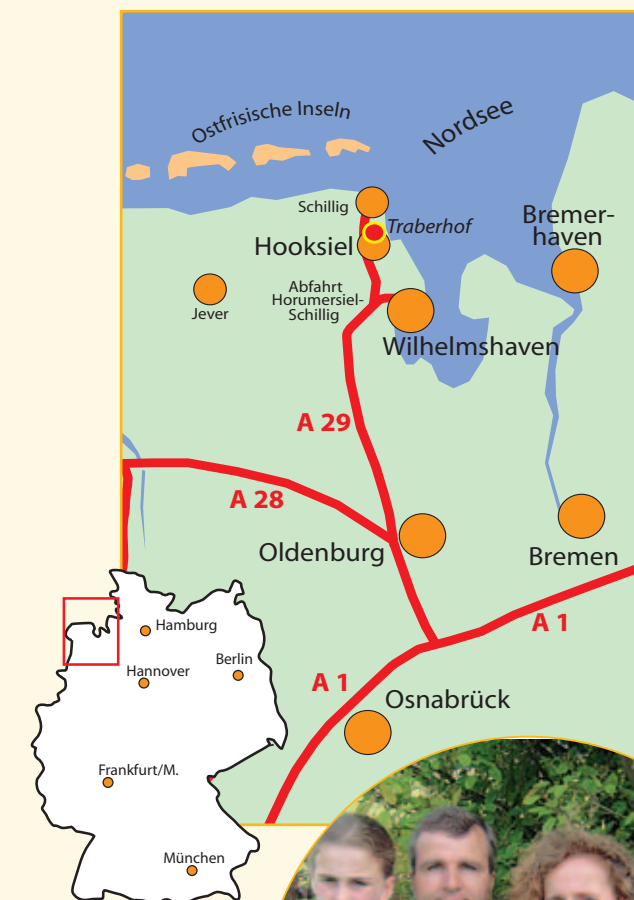 Ostfrisische Inseln
Nordsee
Schillig
Traberhof
Hooksiel
Bremer-
haven
Abfahrt
Horumersiel-
Schillig
Jever
Wilhelmshaven
A 29
A 28
Oldenburg
Bremen
A 1
A 1
Osnabrück
Hamburg
Berlin
Hannover
Frankfurt/M.
München